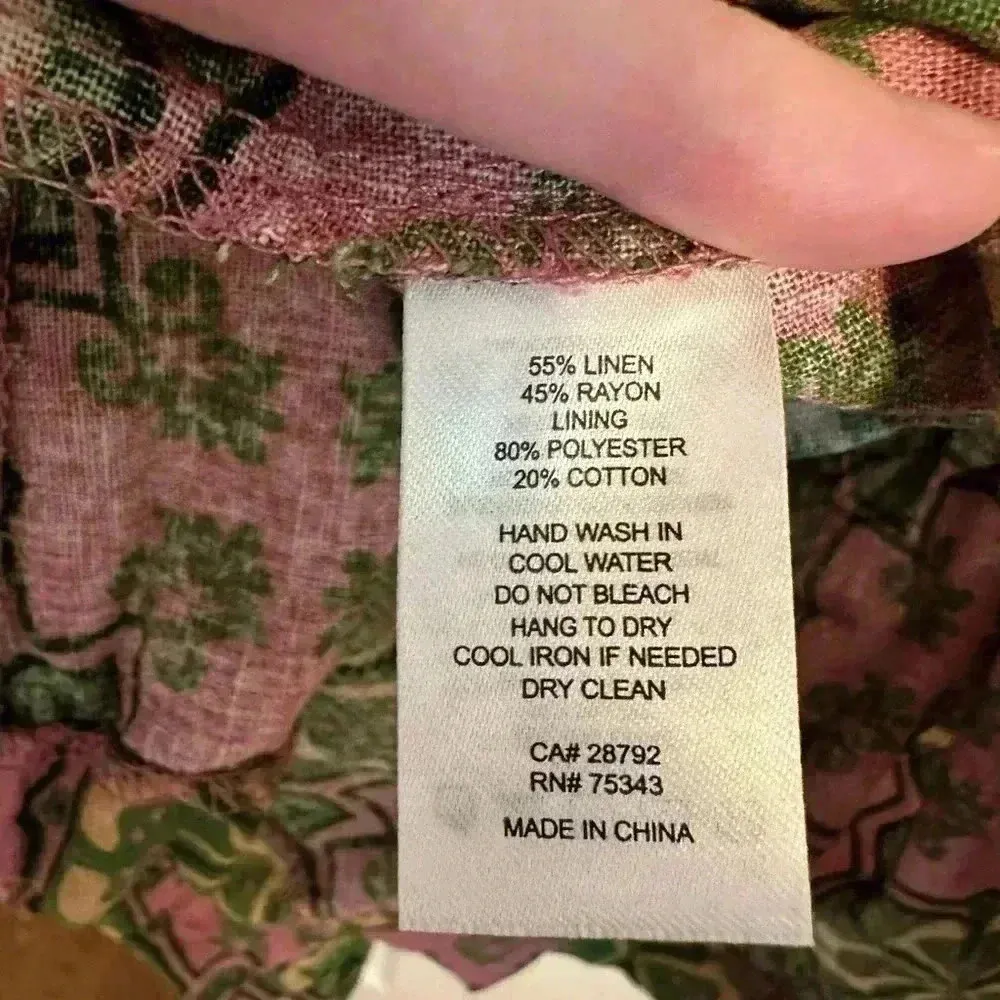 55% LINEN
45% RAYON
LINING
80% POLYESTER
20% COTTON
HAND WASH IN
COOL WATER
DO NOT BLEACH
HANG TO DRY
COOL IRON IF NEEDED
DRY CLEAN
CA# 28792
RN# 75343
MADE IN CHINA